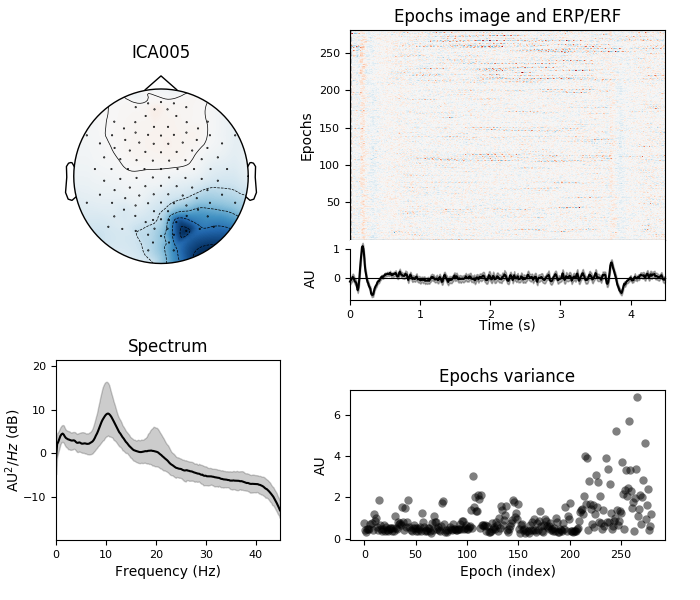 ICA005
Epochs image and ERP/ERF
Epochs
250
200
150
100
50
AU
1
0
0 1 2 3 4
Time (s)
Spectrum
AU²/Hz (dB)
20
10
0
−10
0 10 20 30 40
Frequency (Hz)
Epochs variance
AU
6
4
2
0
0 50 100 150 200 250
Epoch (index)